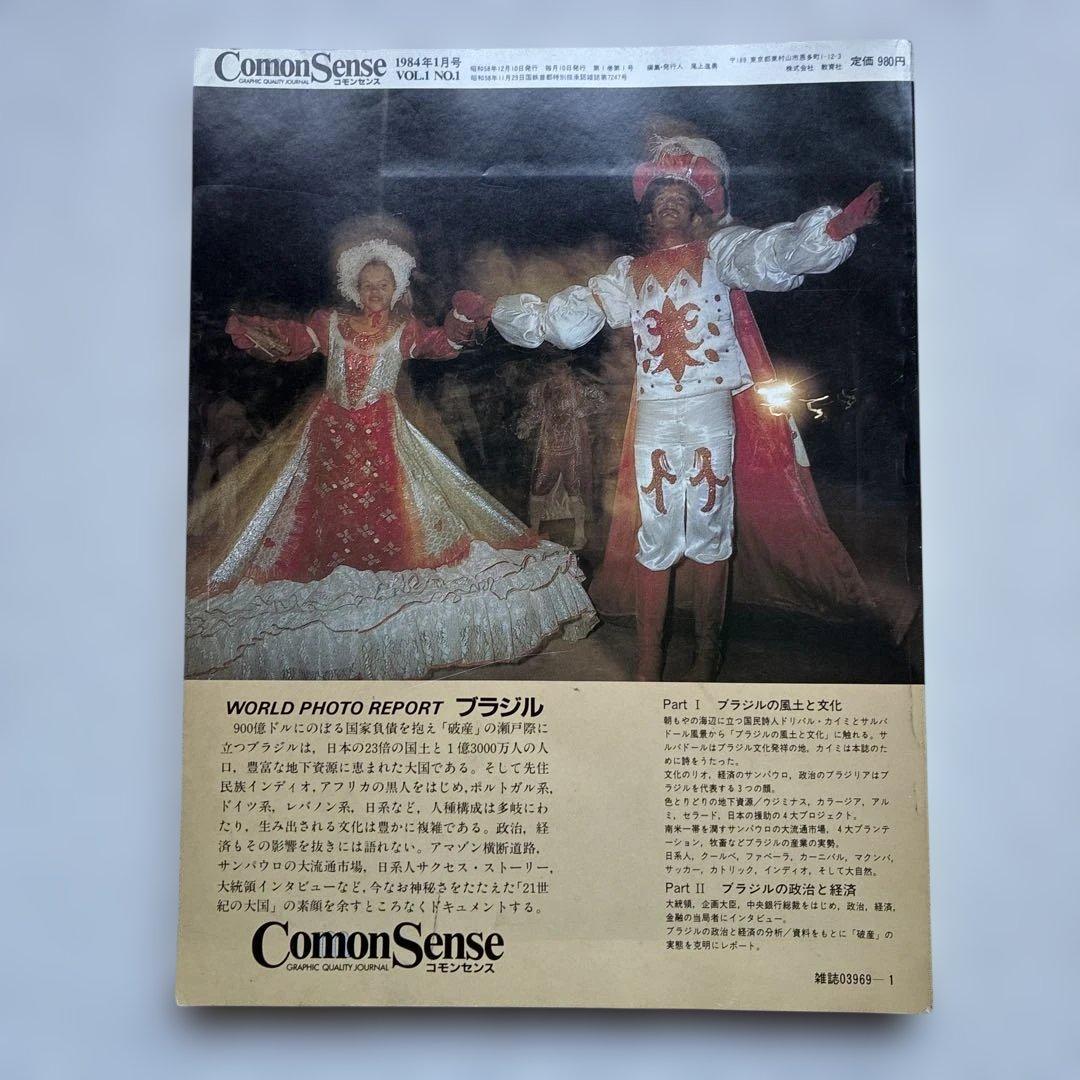 ComonSense
GRAPHIC QUALITY JOURNAL コモンセンス
1984年1月号
VOL.1 NO.1
昭和58年12月10日発行 毎月10日発行 第1巻第1号 編集・発行人 尾上進勇
昭和58年11月29日国鉄首都特別扱承認雑誌第7247号
〒189 東京都東村山市恩多町1-12-3
株式会社 教育社
定価 980円
WORLD PHOTO REPORT ブラジル
900億ドルにのぼる国家負債を抱え「破産」の瀬戸際に
立つブラジルは，日本の23倍の国土と1億3000万人の人
口，豊富な地下資源に恵まれた大国である。そして先住
民族インディオ，アフリカの黒人をはじめ，ポルトガル系，
ドイツ系，レバノン系，日系など，人種構成は多岐にわ
たり，生み出される文化は豊かに複雑である。政治，経
済もその影響を抜きには語れない。アマゾン横断道路，
サンパウロの大流通市場，日系人サクセス・ストーリー，
大統領インタビューなど，今なお神秘さをたたえた「21世
紀の大国」の素顔を余すところなくドキュメントする。
ComonSense
GRAPHIC QUALITY JOURNAL コモンセンス
Part I ブラジルの風土と文化
朝もやの海辺に立つ国民詩人ドリバル・カイミとサルバ
ドール風景から「ブラジルの風土と文化」に触れる。サ
ルバドールはブラジル文化発祥の地，カイミは本誌のた
めに詩をうたった。
文化のリオ，経済のサンパウロ，政治のブラジリアはブ
ラジルを代表する3つの顔。
色とりどりの地下資源／ウジミナス，カラージア，アル
ミ，セラード，日本の援助の4大プロジェクト。
南米一帯を潤すサンパウロの大流通市場，4大プランテ
ーション，牧畜などブラジルの産業の実勢。
日系人，クールベ，ファベーラ，カーニバル，マクンバ，
サッカー，カトリック，インディオ，そして大自然。
Part II ブラジルの政治と経済
大統領，企画大臣，中央銀行総裁をはじめ，政治，経済，
金融の当局者にインタビュー。
ブラジルの政治と経済の分析／資料をもとに「破産」の
実態を克明にレポート。
雑誌03969-1